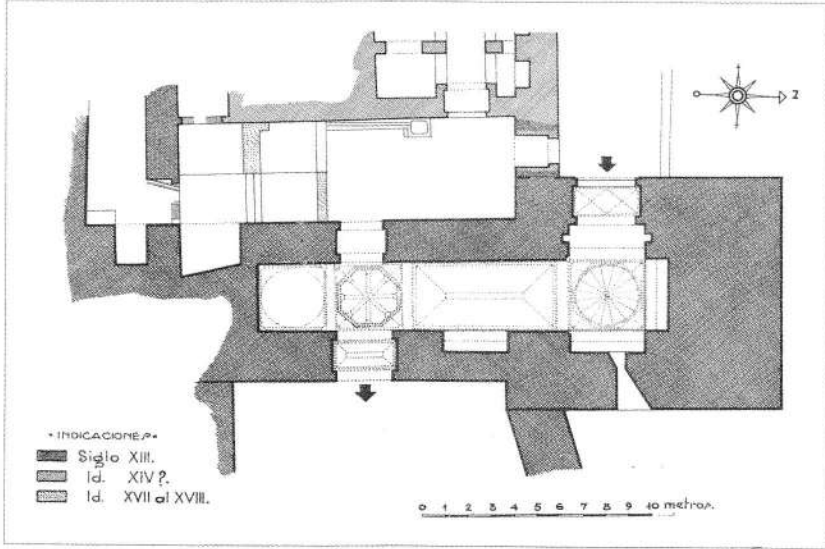 •INDICACIONES•
Siglo XIII.
Id. XIV?.
Id. XVII al XVIII.
0 1 2 3 4 5 6 7 8 9 10 metros.